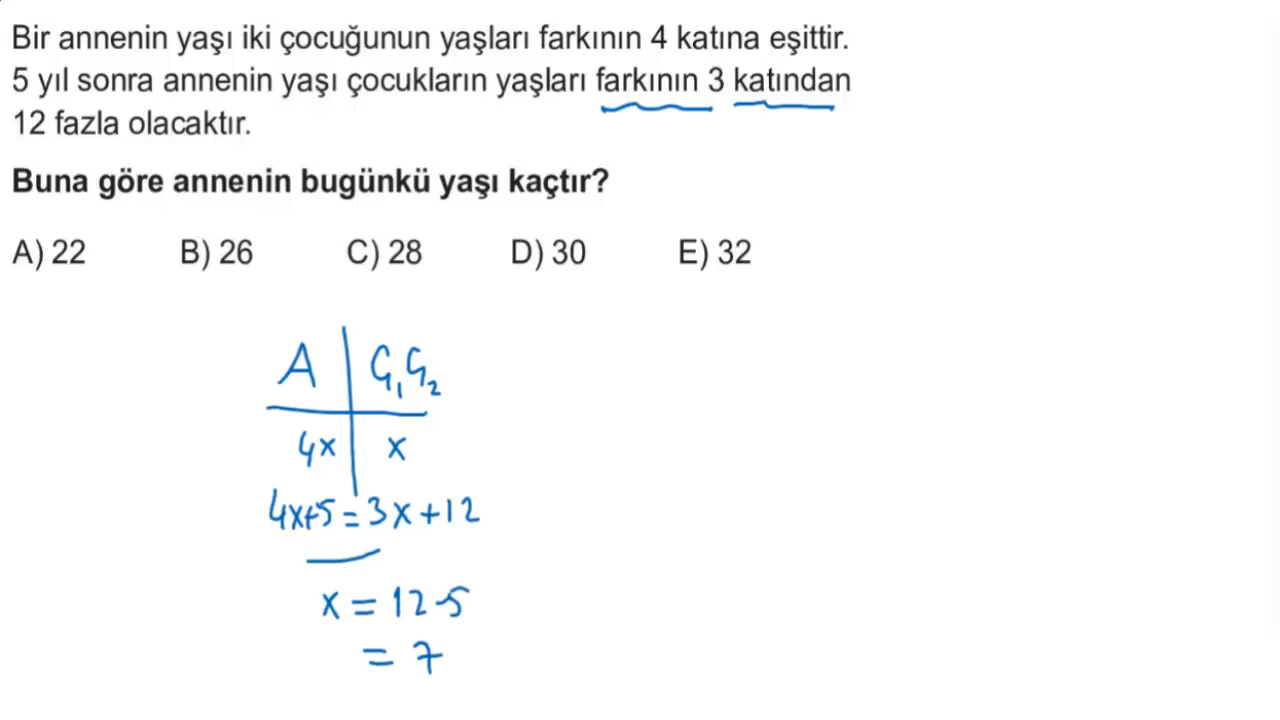 Bir annenin yaşı iki çocuğunun yaşları farkının 4 katına eşittir.
5 yıl sonra annenin yaşı çocukların yaşları farkının 3 katından
12 fazla olacaktır.
Buna göre annenin bugünkü yaşı kaçtır?
A) 22 B) 26 C) 28 D) 30 E) 32
A Ç₁Ç₂
4x x
4x+5=3x+12
x = 12-5
= 7